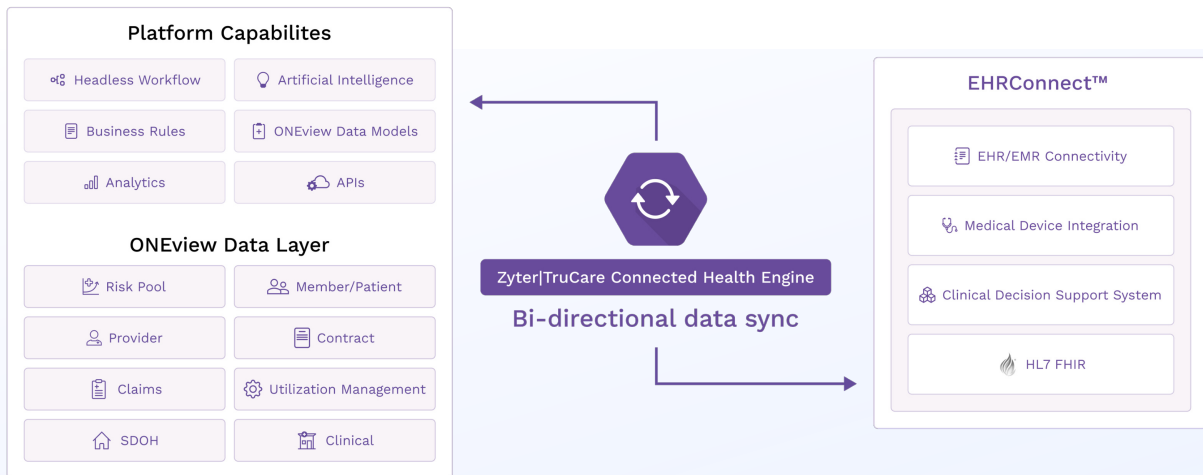 Platform Capabilites
Headless Workflow
Artificial Intelligence
Business Rules
ONEview Data Models
Analytics
APIs
ONEview Data Layer
Risk Pool
Member/Patient
Provider
Contract
Claims
Utilization Management
SDOH
Clinical
Zyter|TruCare Connected Health Engine
Bi-directional data sync
EHRConnect™
EHR/EMR Connectivity
Medical Device Integration
Clinical Decision Support System
HL7 FHIR